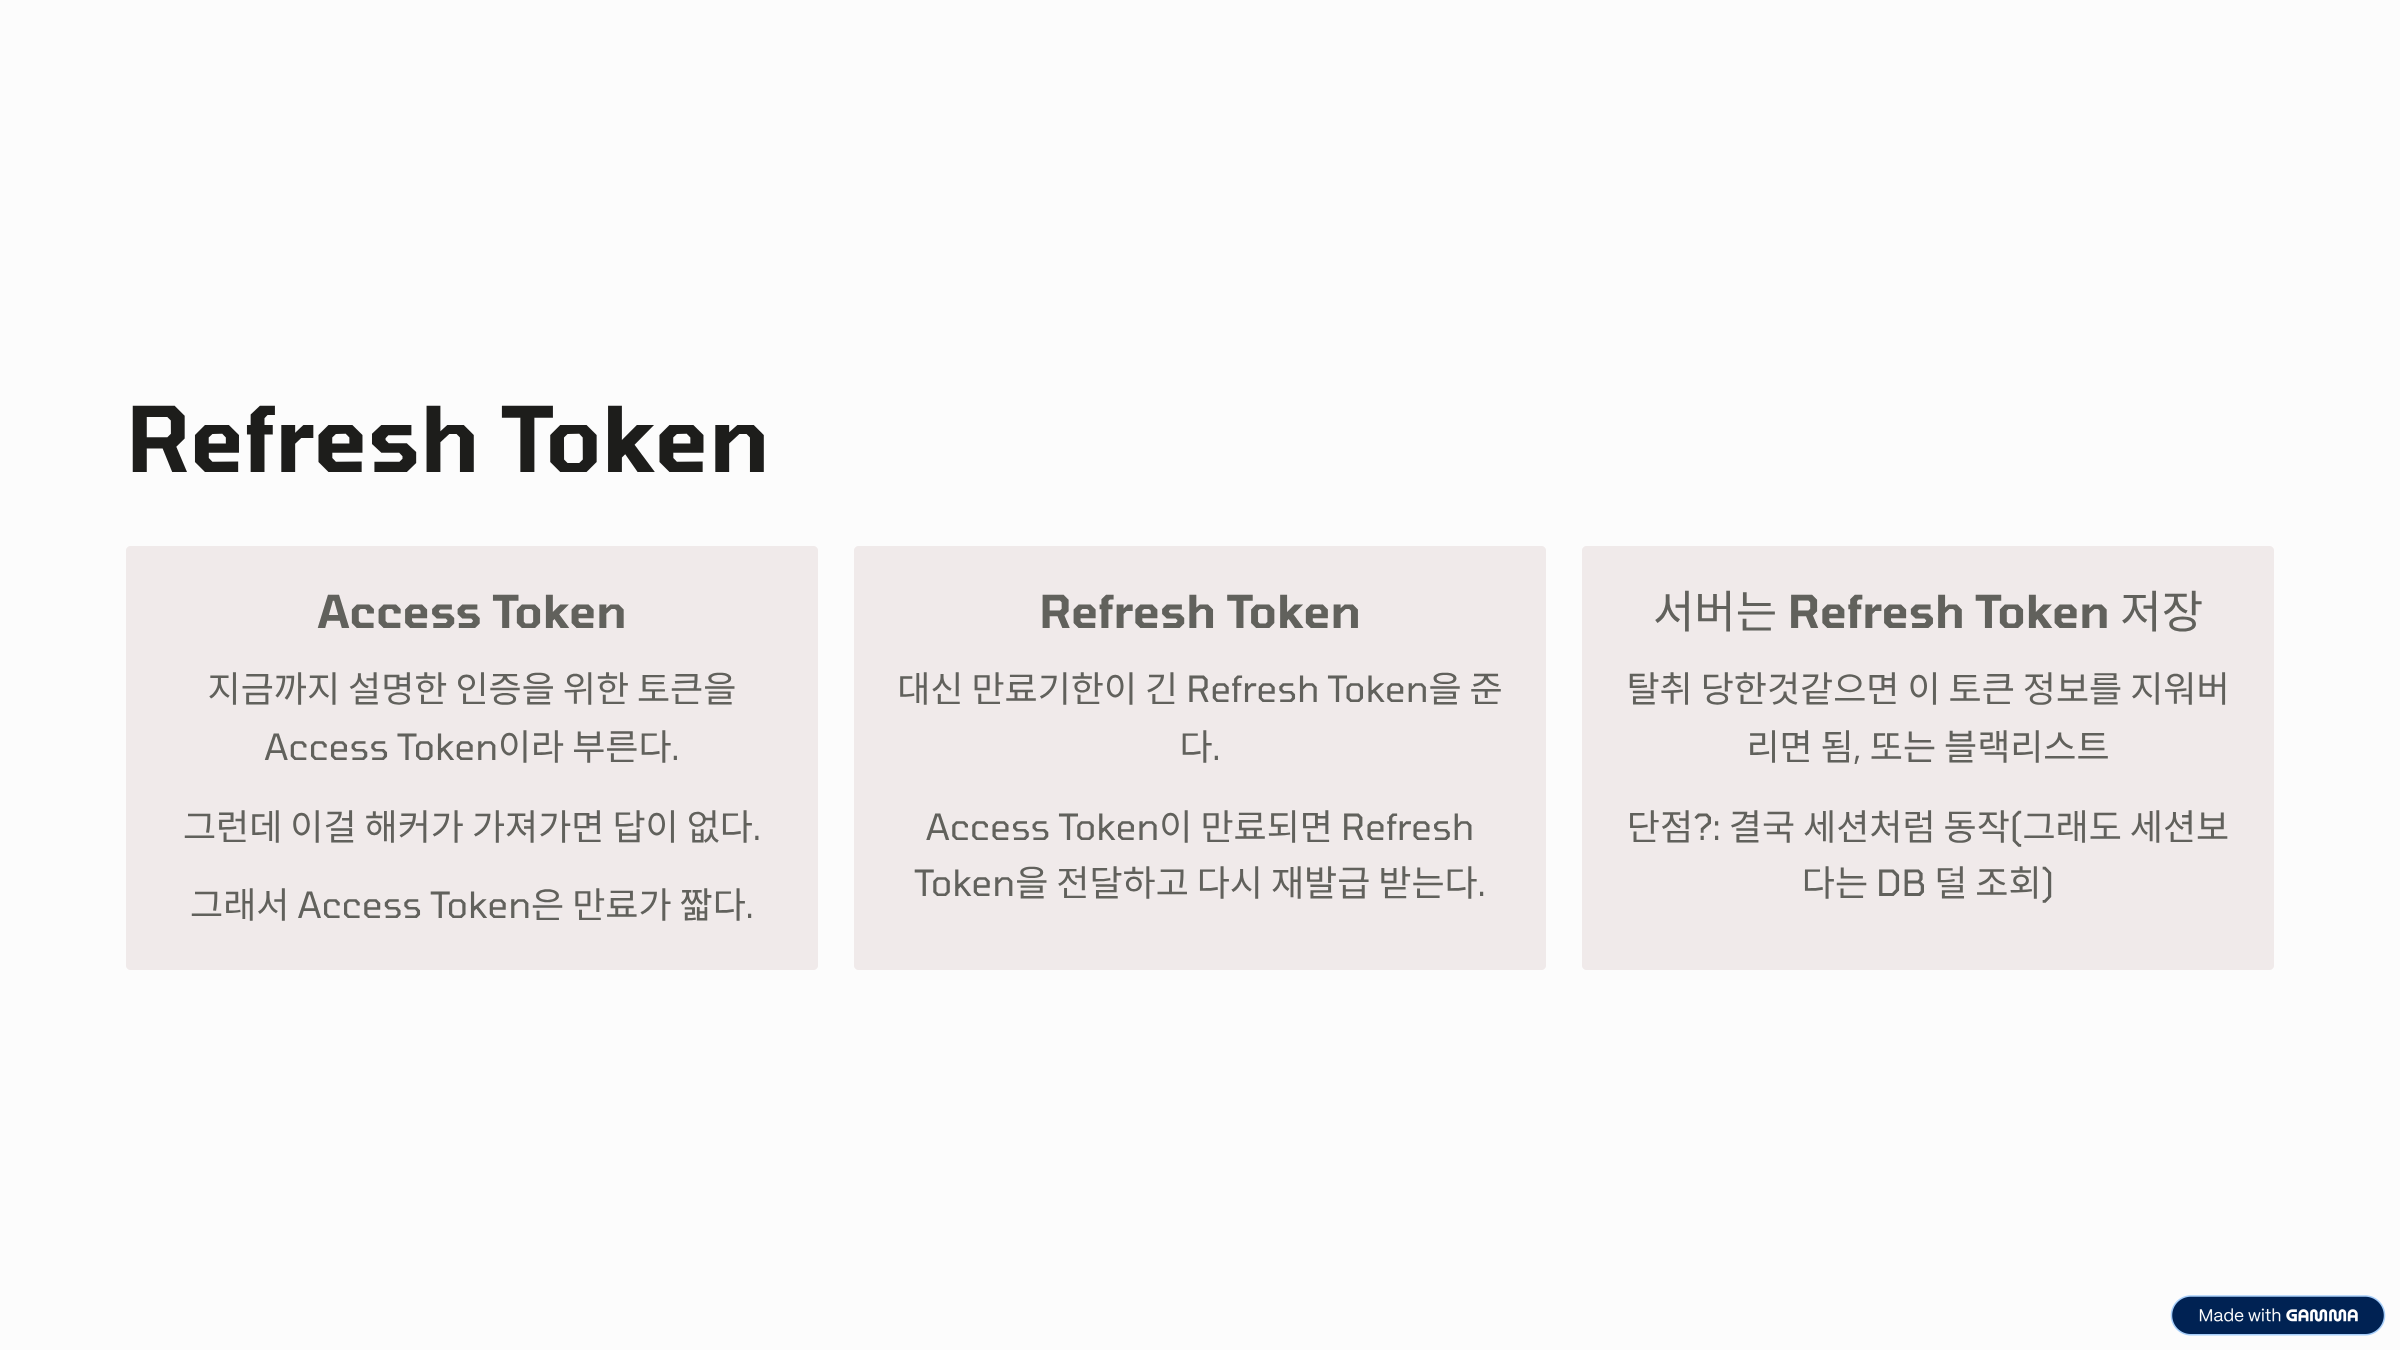 Refresh Token
Access Token
지금까지 설명한 인증을 위한 토큰을
Access Token이라 부른다.
그런데 이걸 해커가 가져가면 답이 없다.
그래서 Access Token은 만료가 짧다.
Refresh Token
대신 만료기한이 긴 Refresh Token을 준
다.
Access Token이 만료되면 Refresh
Token을 전달하고 다시 재발급 받는다.
서버는 Refresh Token 저장
탈취 당한것같으면 이 토큰 정보를 지워버
리면 됨, 또는 블랙리스트
단점?: 결국 세션처럼 동작(그래도 세션보
다는 DB 덜 조회)
Made with GAMMA